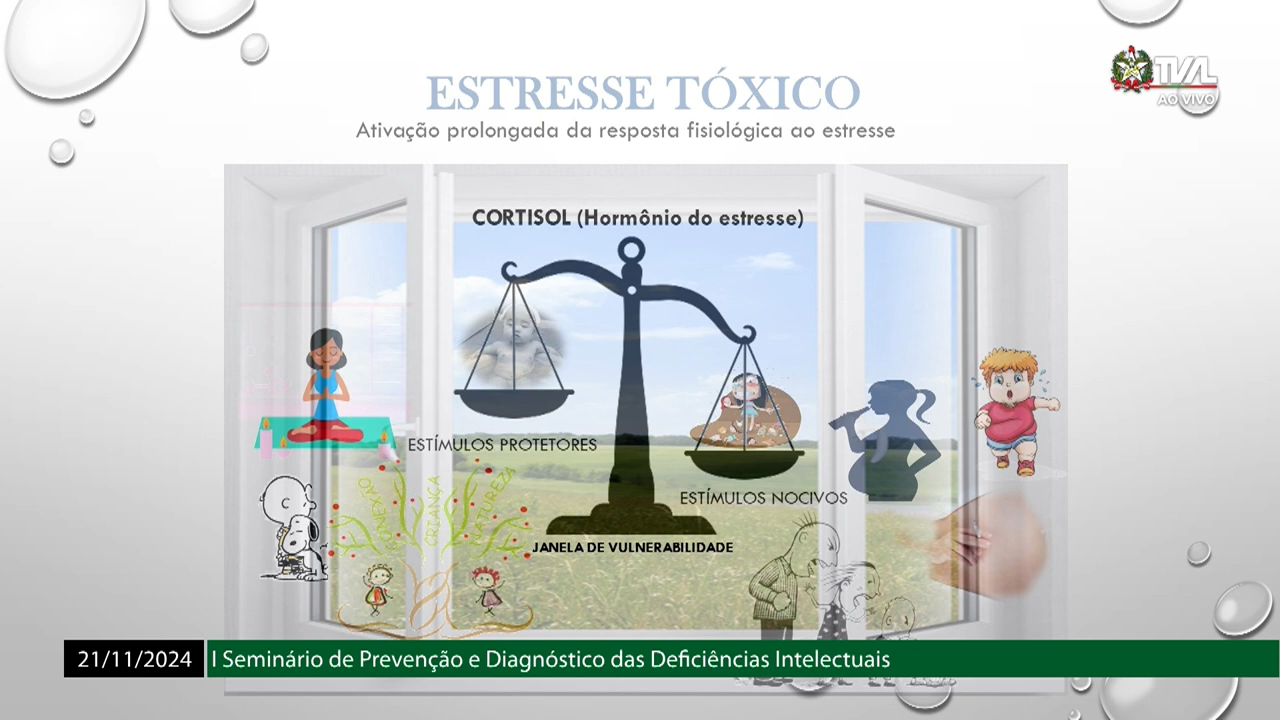 ESTRESSE TÓXICO
Ativação prolongada da resposta fisiológica ao estresse
TVAL
AO VIVO
CORTISOL (Hormônio do estresse)
ESTÍMULOS PROTETORES
CONEXÃO
CRIANÇA
NATUREZA
ESTÍMULOS NOCIVOS
JANELA DE VULNERABILIDADE
21/11/2024
I Seminário de Prevenção e Diagnóstico das Deficiências Intelectuais